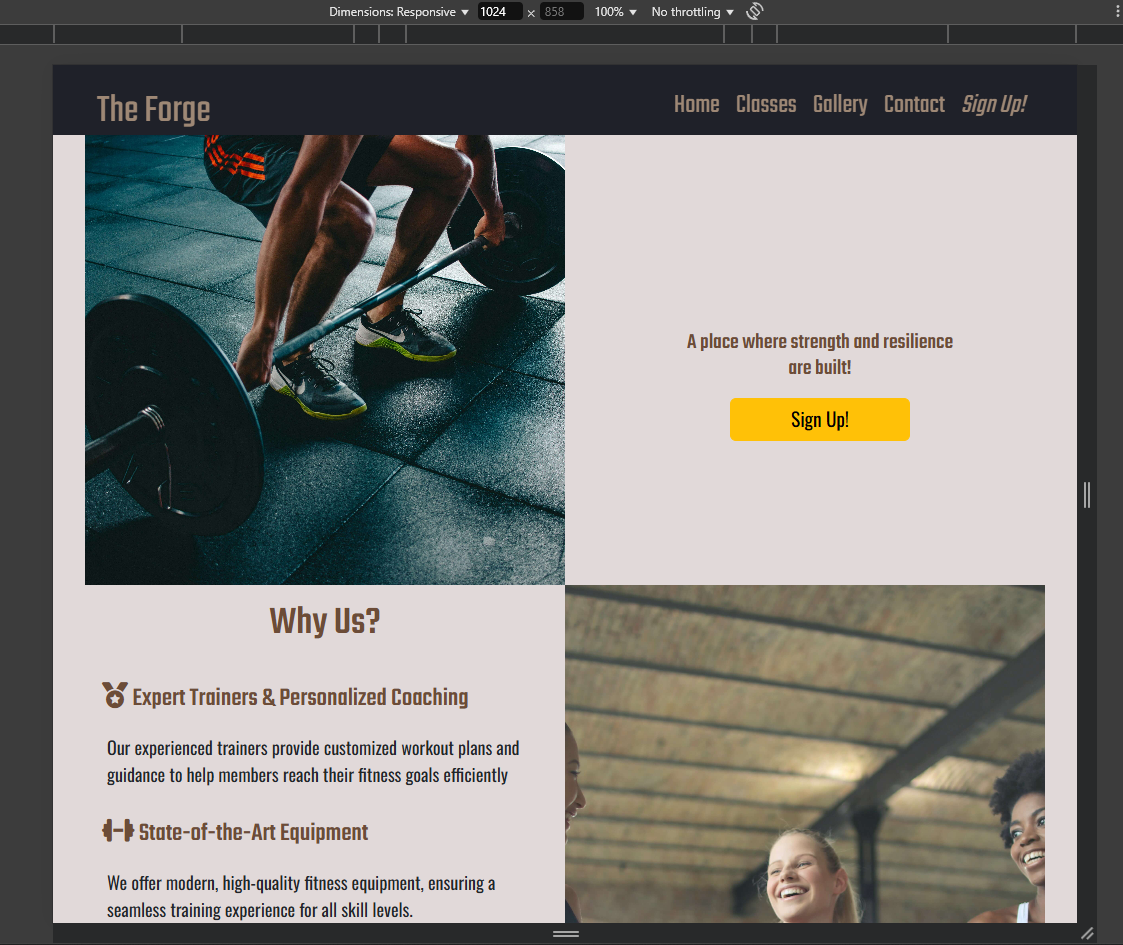 Dimensions: Responsive 1024 × 858 100% No throttling
The Forge
Home Classes Gallery Contact Sign Up!
A place where strength and resilience
are built!
Sign Up!
Why Us?
Expert Trainers & Personalized Coaching
Our experienced trainers provide customized workout plans and
guidance to help members reach their fitness goals efficiently
State-of-the-Art Equipment
We offer modern, high-quality fitness equipment, ensuring a
seamless training experience for all skill levels.